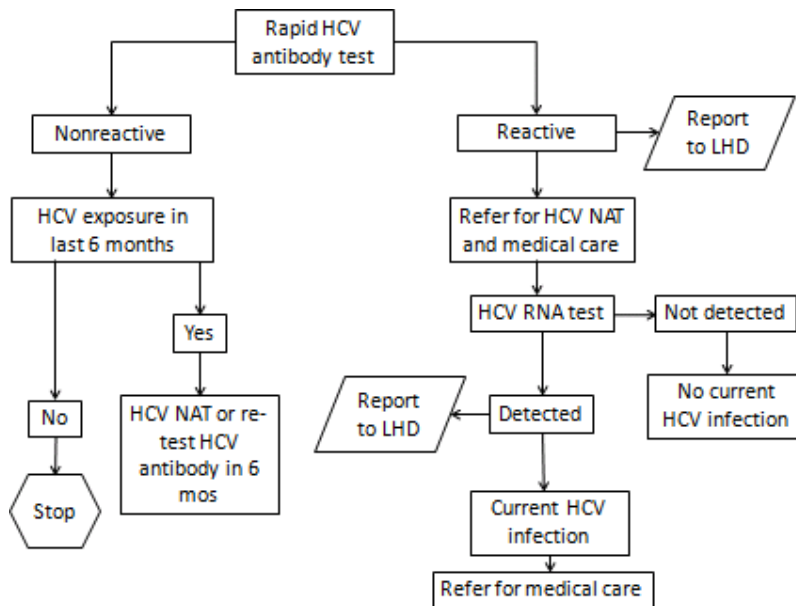 Rapid HCV
antibody test
Nonreactive
Reactive
Report
to LHD
HCV exposure in
last 6 months
Refer for HCV NAT
and medical care
HCV RNA test
Not detected
Yes
No current
HCV infection
No
HCV NAT or re-
test HCV
antibody in 6
mos
Report
to LHD
Detected
Stop
Current HCV
infection
Refer for medical care